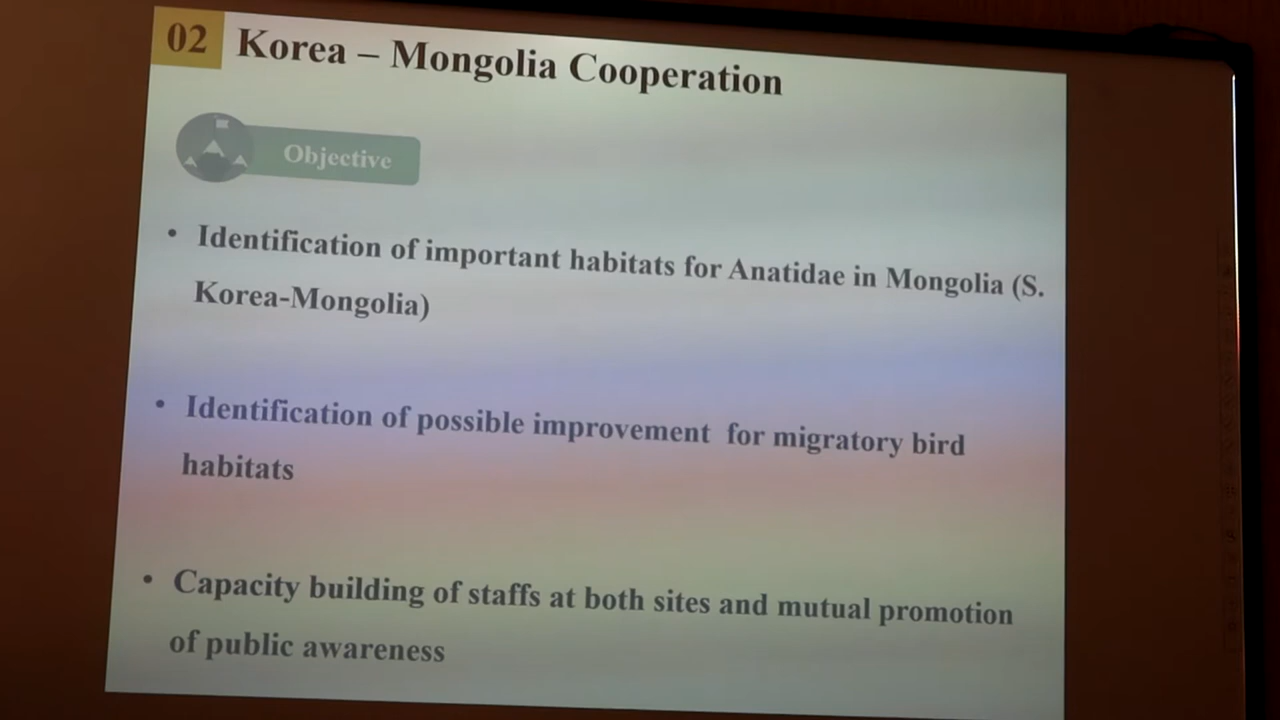 02 Korea – Mongolia Cooperation
Objective
• Identification of important habitats for Anatidae in Mongolia (S.
Korea-Mongolia)
• Identification of possible improvement for migratory bird
habitats
• Capacity building of staffs at both sites and mutual promotion
of public awareness